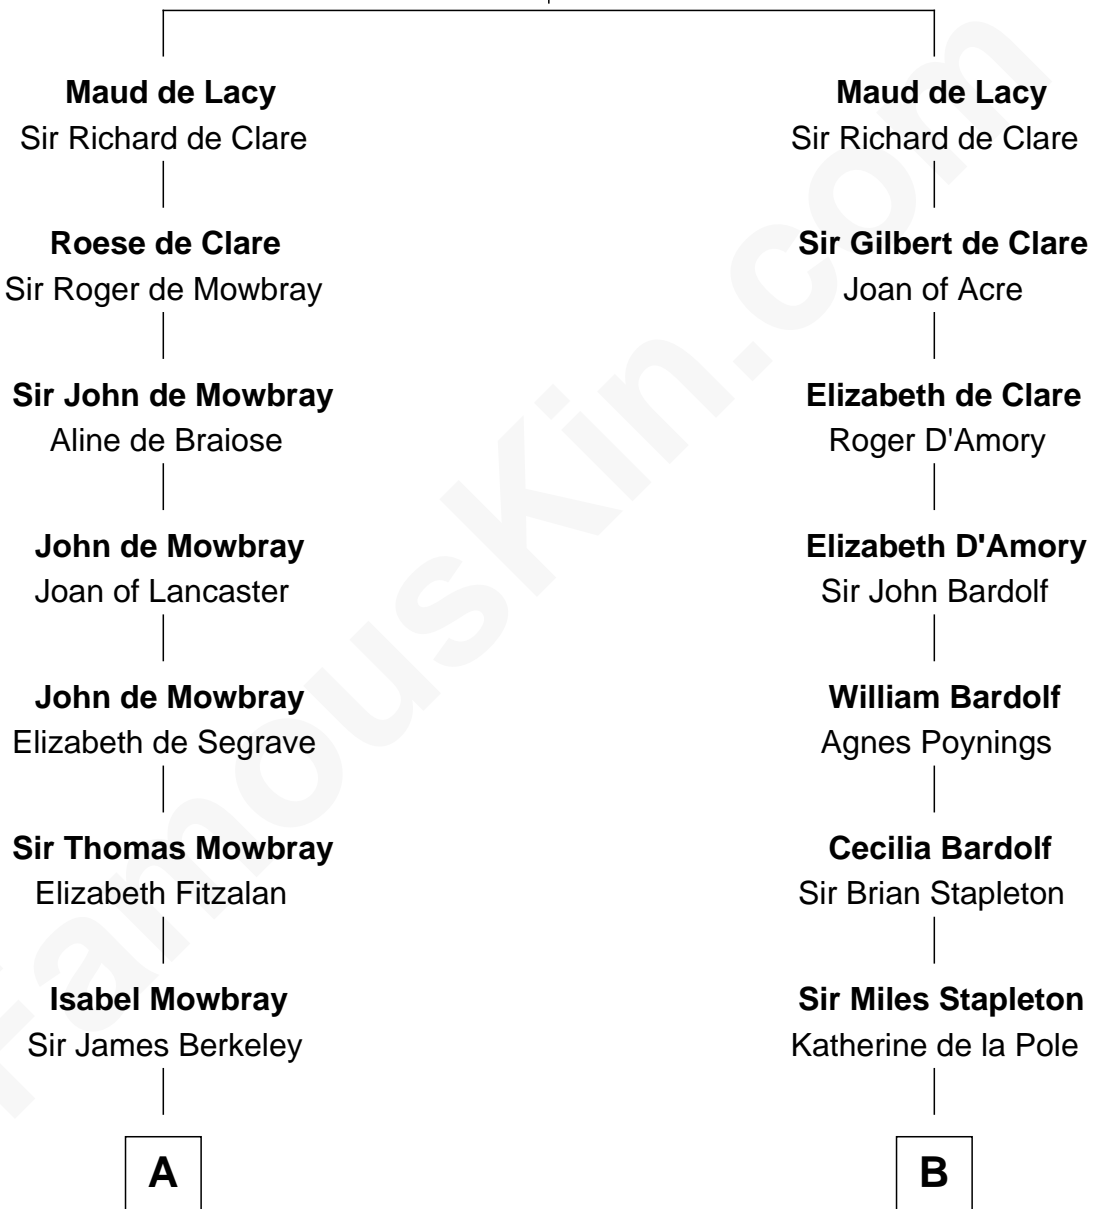 Maud de Lacy
Sir Richard de Clare
Roese de Clare
Sir Roger de Mowbray
Sir John de Mowbray
Aline de Braiose
John de Mowbray
Joan of Lancaster
John de Mowbray
Elizabeth de Segrave
Sir Thomas Mowbray
Elizabeth Fitzalan
Isabel Mowbray
Sir James Berkeley
A
Maud de Lacy
Sir Richard de Clare
Sir Gilbert de Clare
Joan of Acre
Elizabeth de Clare
Roger D'Amory
Elizabeth D'Amory
Sir John Bardolf
William Bardolf
Agnes Poynings
Cecilia Bardolf
Sir Brian Stapleton
Sir Miles Stapleton
Katherine de la Pole
B
FamousKin.com